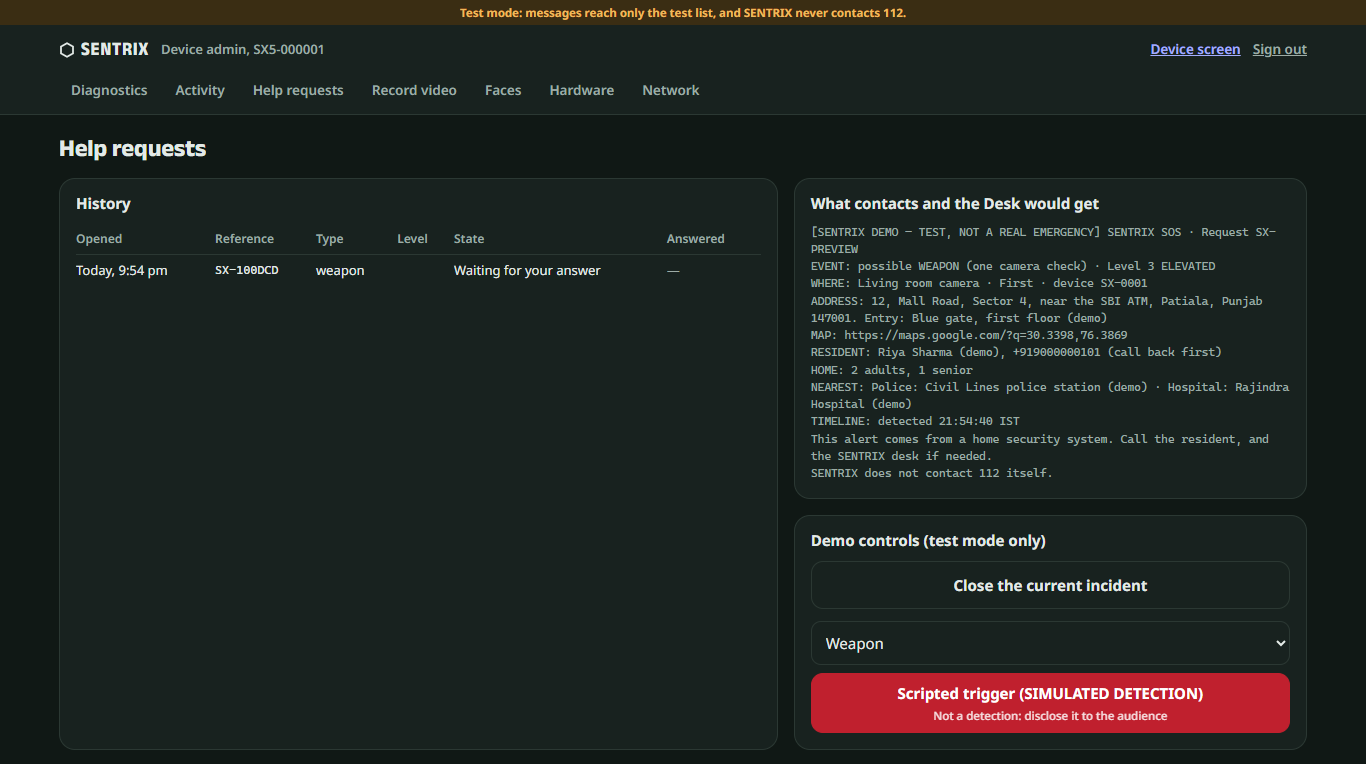 Test mode: messages reach only the test list, and SENTRIX never contacts 112.
SENTRIX Device admin, SX5-000001
Device screen Sign out
Diagnostics Activity Help requests Record video Faces Hardware Network
Help requests
History
Opened Reference Type Level State Answered
Today, 9:54 pm SX-100DCD weapon Waiting for your answer —
What contacts and the Desk would get
[SENTRIX DEMO — TEST, NOT A REAL EMERGENCY] SENTRIX SOS · Request SX-
PREVIEW
EVENT: possible WEAPON (one camera check) · Level 3 ELEVATED
WHERE: Living room camera · First · device SX-0001
ADDRESS: 12, Mall Road, Sector 4, near the SBI ATM, Patiala, Punjab
147001. Entry: Blue gate, first floor (demo)
MAP: https://maps.google.com/?q=30.3398,76.3869
RESIDENT: Riya Sharma (demo), +919000000101 (call back first)
HOME: 2 adults, 1 senior
NEAREST: Police: Civil Lines police station (demo) · Hospital: Rajindra
Hospital (demo)
TIMELINE: detected 21:54:40 IST
This alert comes from a home security system. Call the resident, and
the SENTRIX desk if needed.
SENTRIX does not contact 112 itself.
Demo controls (test mode only)
Close the current incident
Weapon
Scripted trigger (SIMULATED DETECTION)
Not a detection: disclose it to the audience